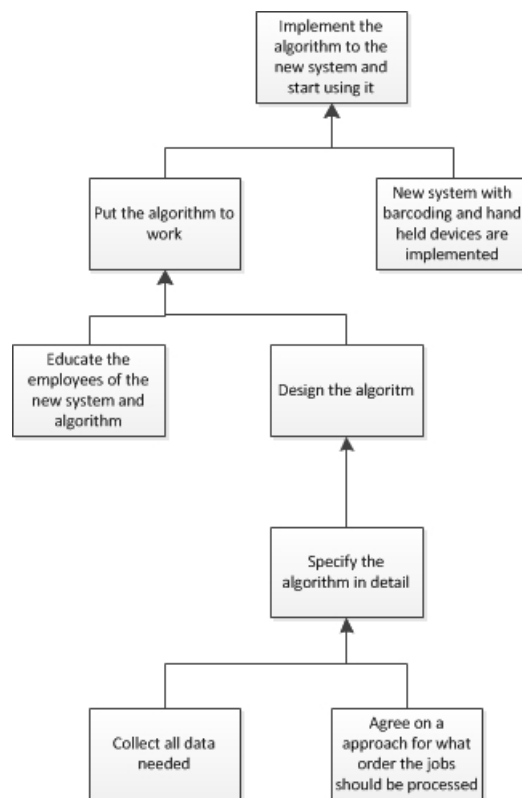 Implement the
algorithm to the
new system and
start using it
Put the algorithm to
work
New system with
barcoding and hand
held devices are
implemented
Educate the
employees of the
new system and
algorithm
Design the algoritm
Specify the
algorithm in detail
Collect all data
needed
Agree on a
approach for what
order the jobs
should be processed